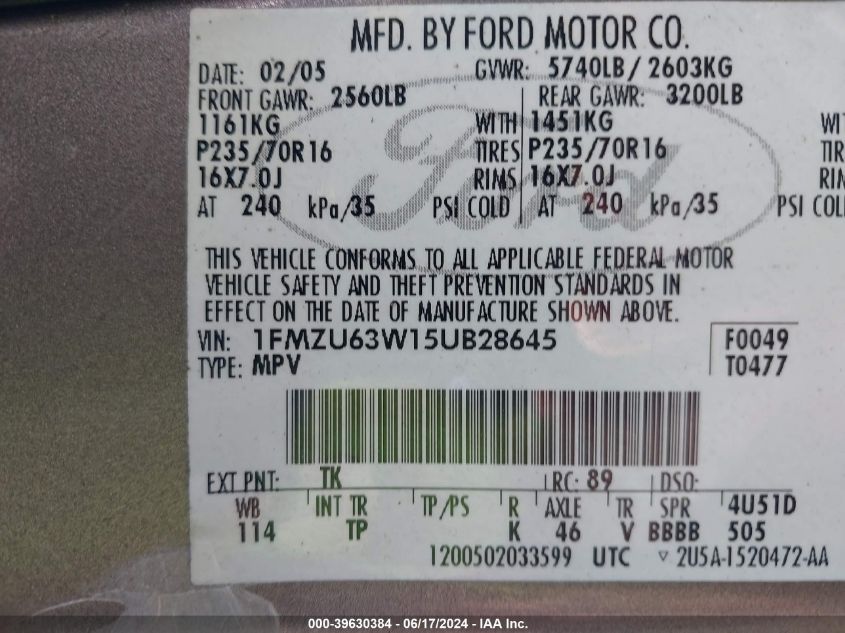 MFD. BY FORD MOTOR CO.
DATE: 02/05 GVWR: 5740LB / 2603KG
FRONT GAWR: 2560LB REAR GAWR: 3200LB
1161KG WITH 1451KG WI
P235/70R16 TIRES P235/70R16 TIR
16X7.0J RIMS 16X7.0J RIM
AT 240 kPa/35 PSI COLD AT 240 kPa/35 PSI COL
Ford
THIS VEHICLE CONFORMS TO ALL APPLICABLE FEDERAL MOTOR
VEHICLE SAFETY AND THEFT PREVENTION STANDARDS IN
EFFECT ON THE DATE OF MANUFACTURE SHOWN ABOVE.
VIN: 1FMZU63W15UB28645 F0049
TYPE: MPV T0477
EXT PNT: TK RC: 89 DSO:
WB INT TR TP/PS R AXLE TR SPR 4U51D
114 TP K 46 V BBBB 505
1200502033599 UTC ▿ 2U5A-1520472-AA
000-39630384 - 06/17/2024 - IAA Inc.